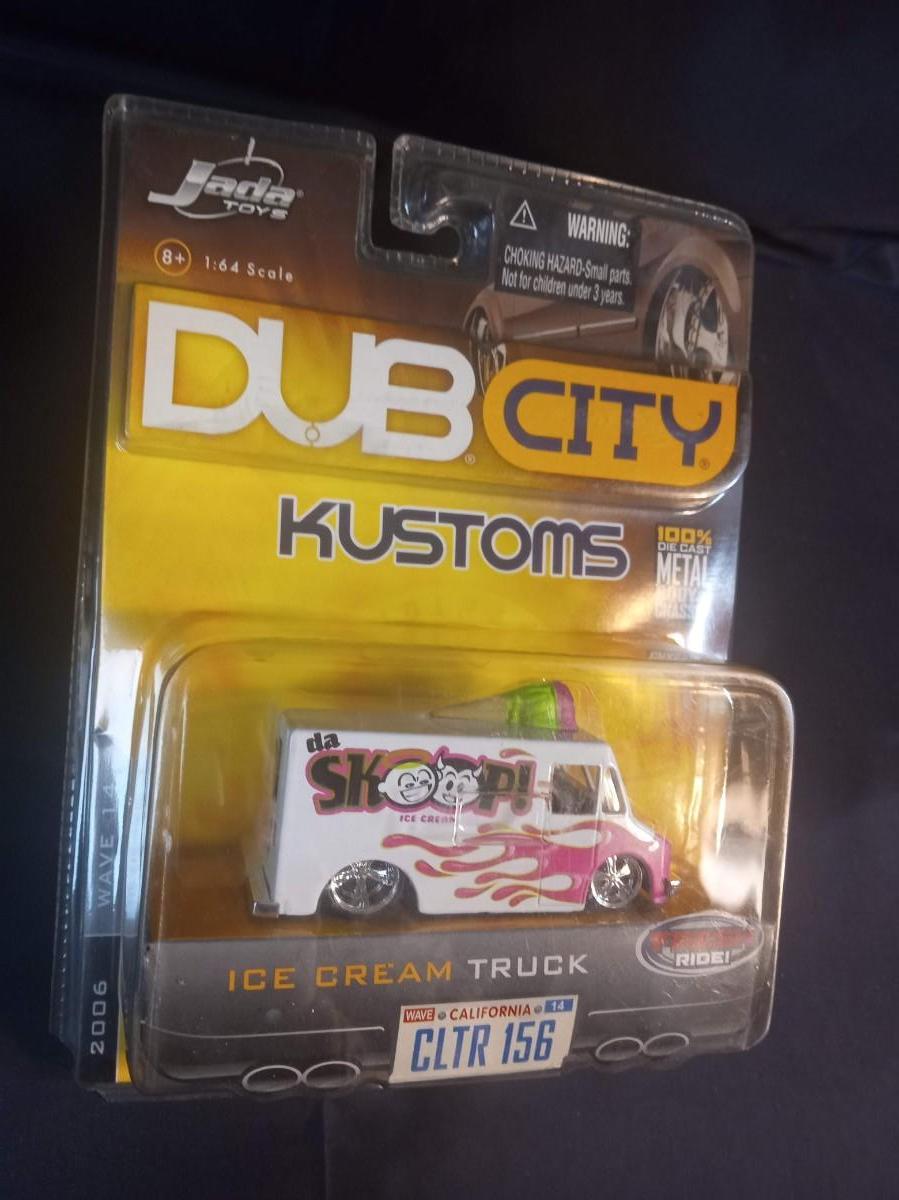 Jada
TOYS
8+ 1:64 Scale
WARNING:
CHOKING HAZARD-Small parts.
Not for children under 3 years.
DUB CITY
KUSTOMS
100%
DIE CAST
METAL
da
SKOOP!
ICE CREAM
ICE CREAM TRUCK
RIDE!
WAVE CALIFORNIA 14
CLTR 156
2006 WAVE 14